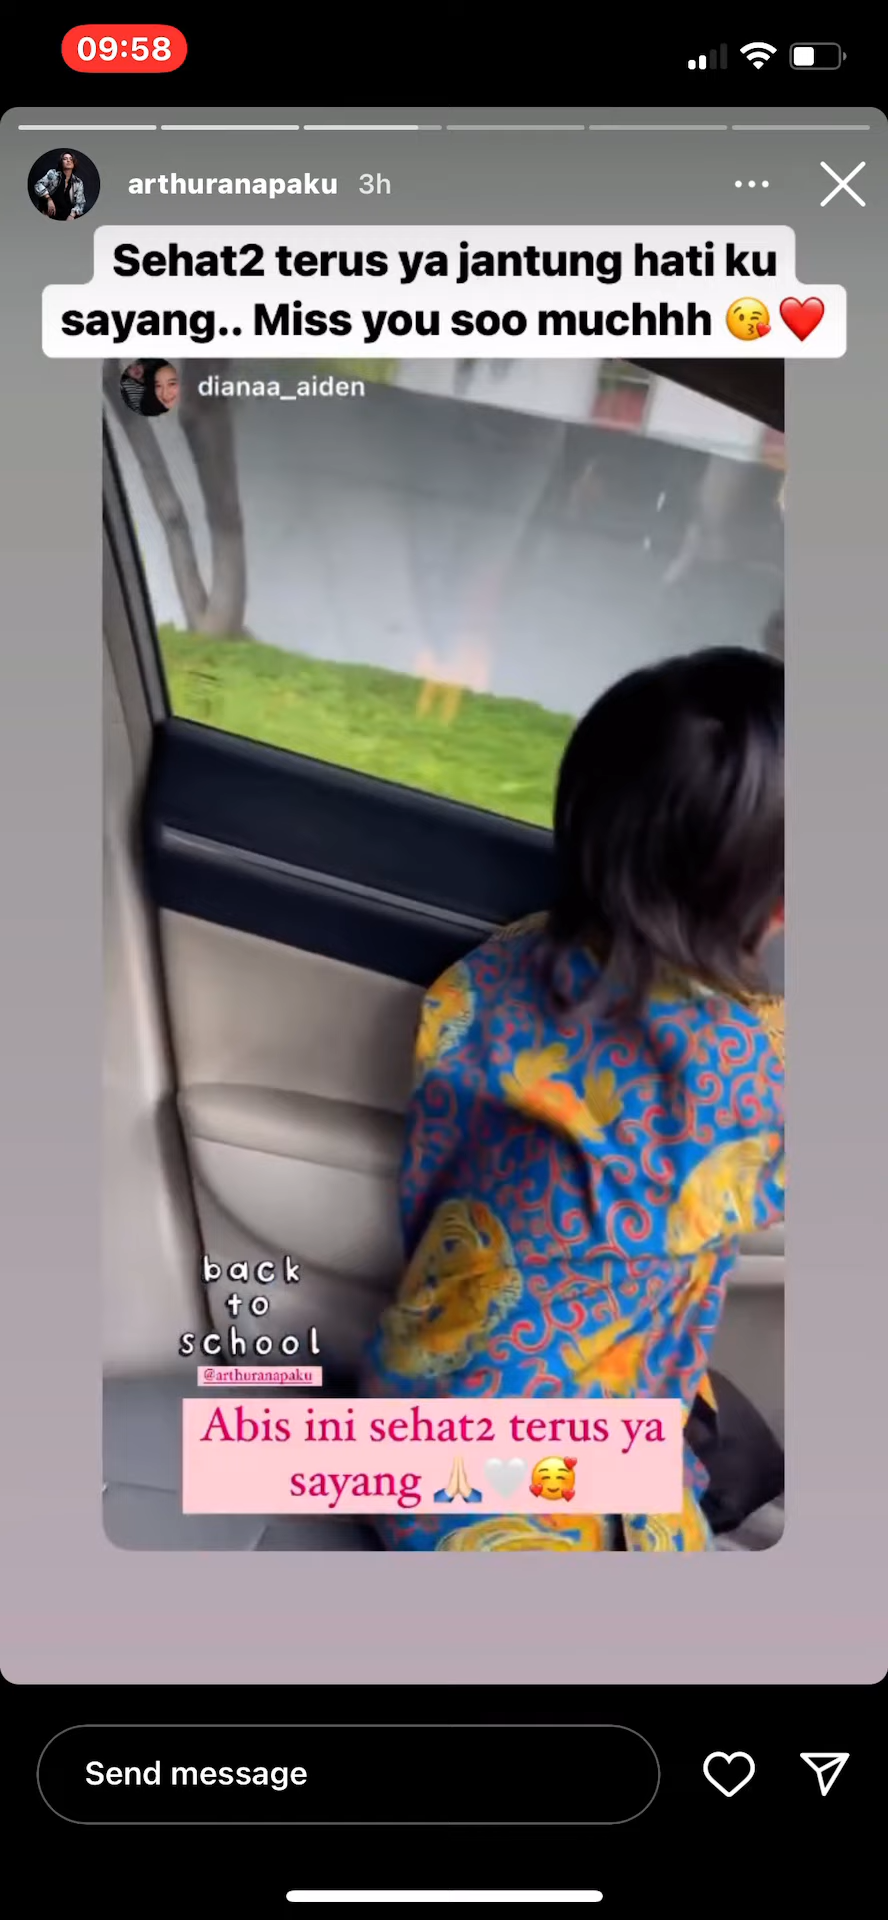 09:58
arthuranapaku 3h
Sehat2 terus ya jantung hati ku
sayang.. Miss you soo muchhh 😘❤️
dianaa_aiden
back
to
school
@arthuranapaku
Abis ini sehat2 terus ya
sayang 🙏🏻🤍🥰
Send message